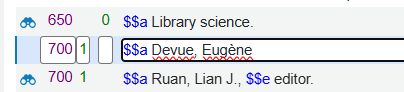 650 0 $$a Library science.
700 1 $$a Devue, Eugène
700 1 $$a Ruan, Lian J., $$e editor.